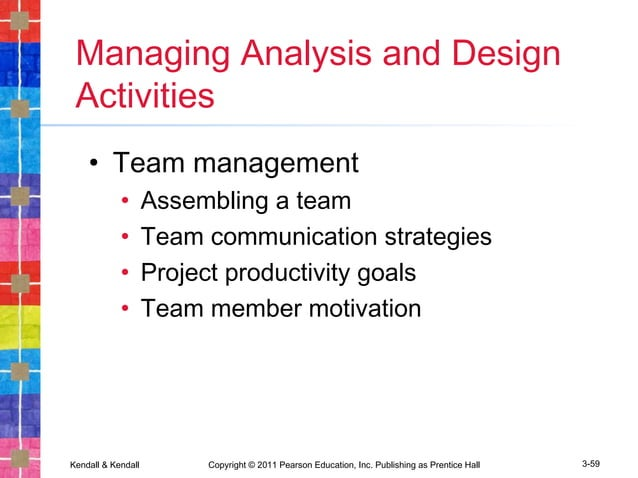 Managing Analysis and Design
Activities
• Team management
• Assembling a team
• Team communication strategies
• Project productivity goals
• Team member motivation
Kendall & Kendall Copyright © 2011 Pearson Education, Inc. Publishing as Prentice Hall 3-59